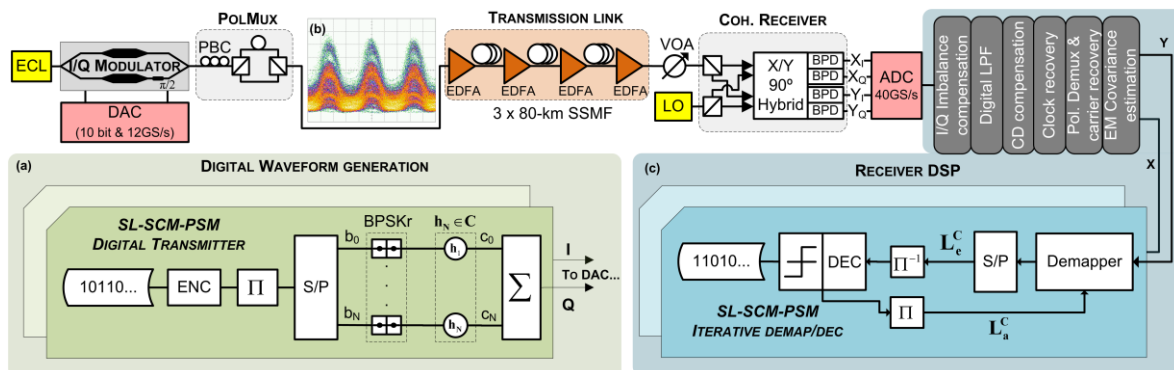 POLMUX
(b)
TRANSMISSION LINK
COH. RECEIVER
ECL
I/Q MODULATOR
π/2
DAC
(10 bit & 12GS/s)
PBC
EDFA
EDFA
EDFA
EDFA
3 x 80-km SSMF
VOA
LO
X/Y
90º
Hybrid
BPD
BPD
BPD
BPD
X_I
X_Q
Y_I
Y_Q
ADC
40GS/s
I/Q Imbalance
compensation
Digital LPF
CD compensation
Clock recovery
Pol. Demux &
carrier recovery
EM Covariance
estimation
Y
X
(a)
DIGITAL WAVEFORM GENERATION
SL-SCM-PSM
DIGITAL TRANSMITTER
10110...
ENC
Π
S/P
b_0
b_N
BPSKr
h_N ∈ C
h_1
h_N
c_0
c_N
Σ
I
To DAC...
Q
(c)
RECEIVER DSP
11010...
DEC
Π⁻¹
L_e^C
S/P
Demapper
Π
L_a^C
SL-SCM-PSM
ITERATIVE DEMAP/DEC